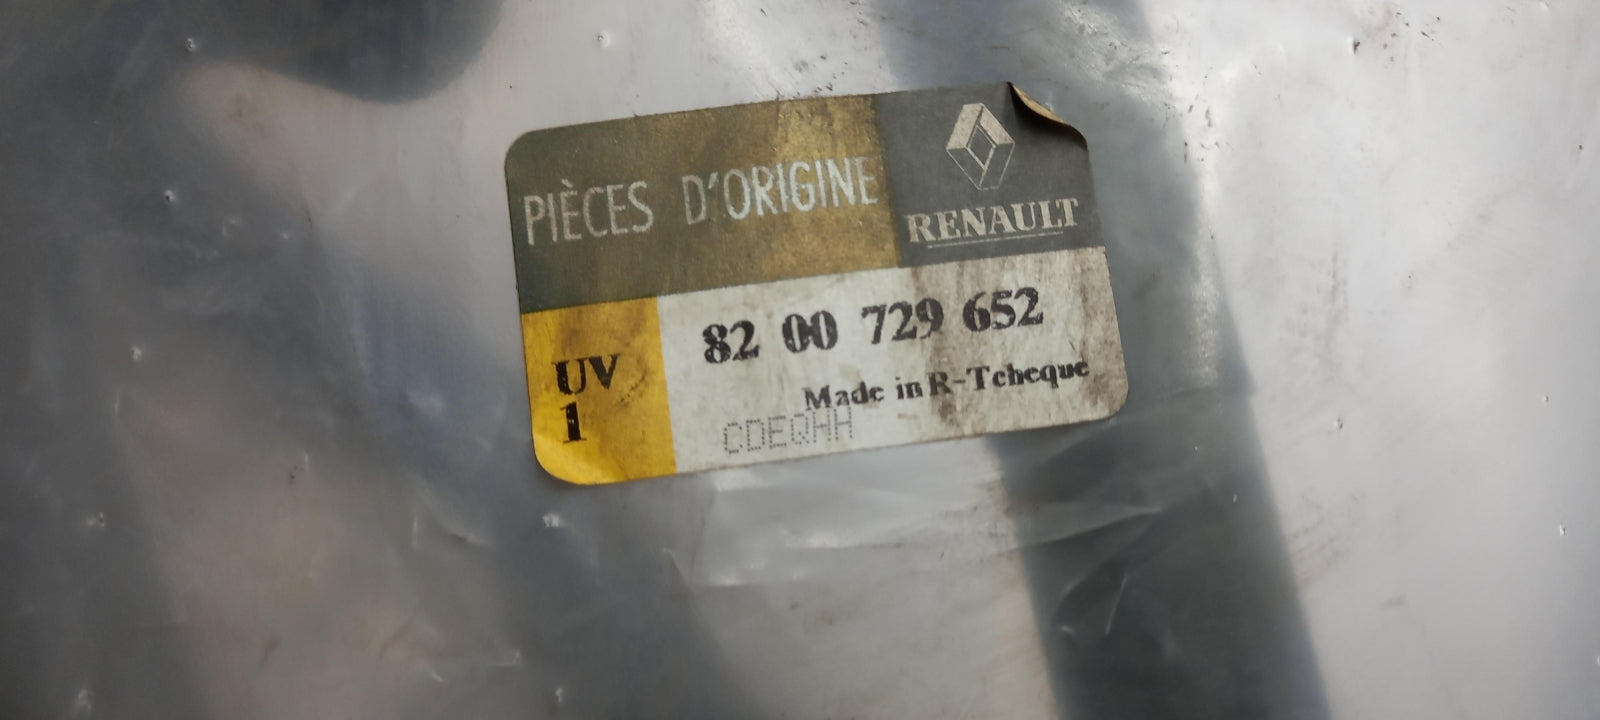 PIÈCES D'ORIGINE
RENAULT
82 00 729 652
UV
1
Made in R-Tcheque
CDEQHH